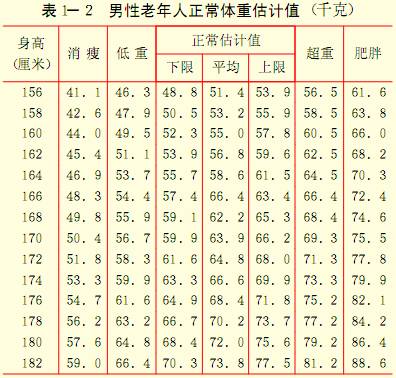 表 1—2 男性老年人正常体重估计值 (千克)
身高 (厘米) 消 瘦 低 重 正常估计值 超重 肥胖
下限 平均 上限
156 41.1 46.3 48.8 51.4 53.9 56.5 61.6
158 42.6 47.9 50.5 53.2 55.9 58.5 63.8
160 44.0 49.5 52.3 55.0 57.8 60.5 66.0
162 45.4 51.1 53.9 56.8 59.6 62.5 68.2
164 46.9 53.7 55.7 58.6 61.5 64.5 70.3
166 48.3 54.4 57.4 66.4 63.4 66.4 72.4
168 49.8 55.9 59.1 62.2 65.3 68.4 74.6
170 50.4 56.7 59.9 63.9 66.2 69.3 75.5
172 51.8 58.3 61.6 64.8 68.0 71.3 77.8
174 53.3 59.9 63.3 66.6 69.9 73.3 79.9
176 54.7 61.6 64.9 68.4 71.8 75.2 82.1
178 56.2 63.2 66.7 70.2 73.7 77.2 84.2
180 57.6 64.8 68.4 72.0 75.6 79.2 86.4
182 59.0 66.4 70.3 73.8 77.5 81.2 88.6